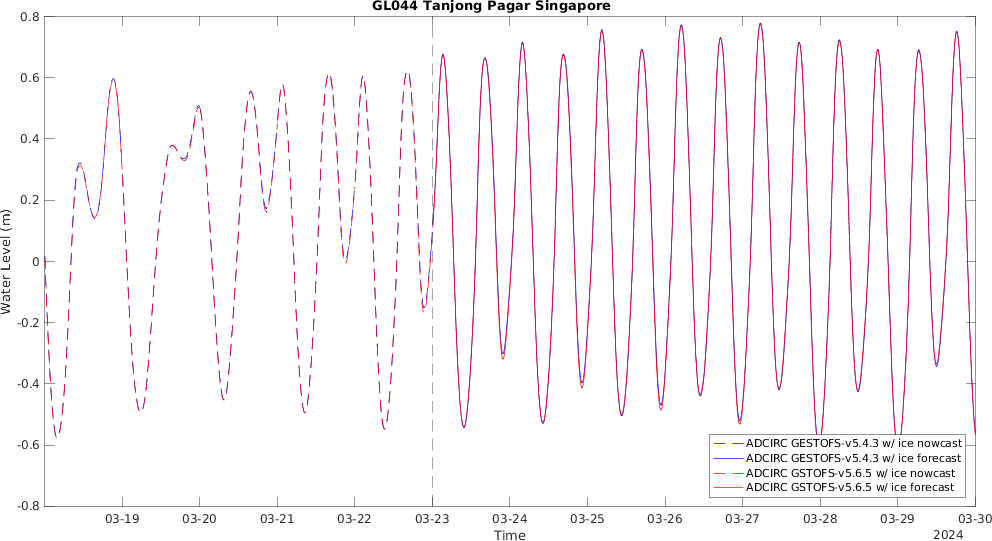 GL044 Tanjong Pagar Singapore
0.8
0.6
0.4
0.2
0
-0.2
-0.4
-0.6
-0.8
Water Level (m)
03-19 03-20 03-21 03-22 03-23 03-24 03-25 03-26 03-27 03-28 03-29 03-30
Time
2024
ADCIRC GESTOFS-v5.4.3 w/ ice nowcast
ADCIRC GESTOFS-v5.4.3 w/ ice forecast
ADCIRC GSTOFS-v5.6.5 w/ ice nowcast
ADCIRC GSTOFS-v5.6.5 w/ ice forecast